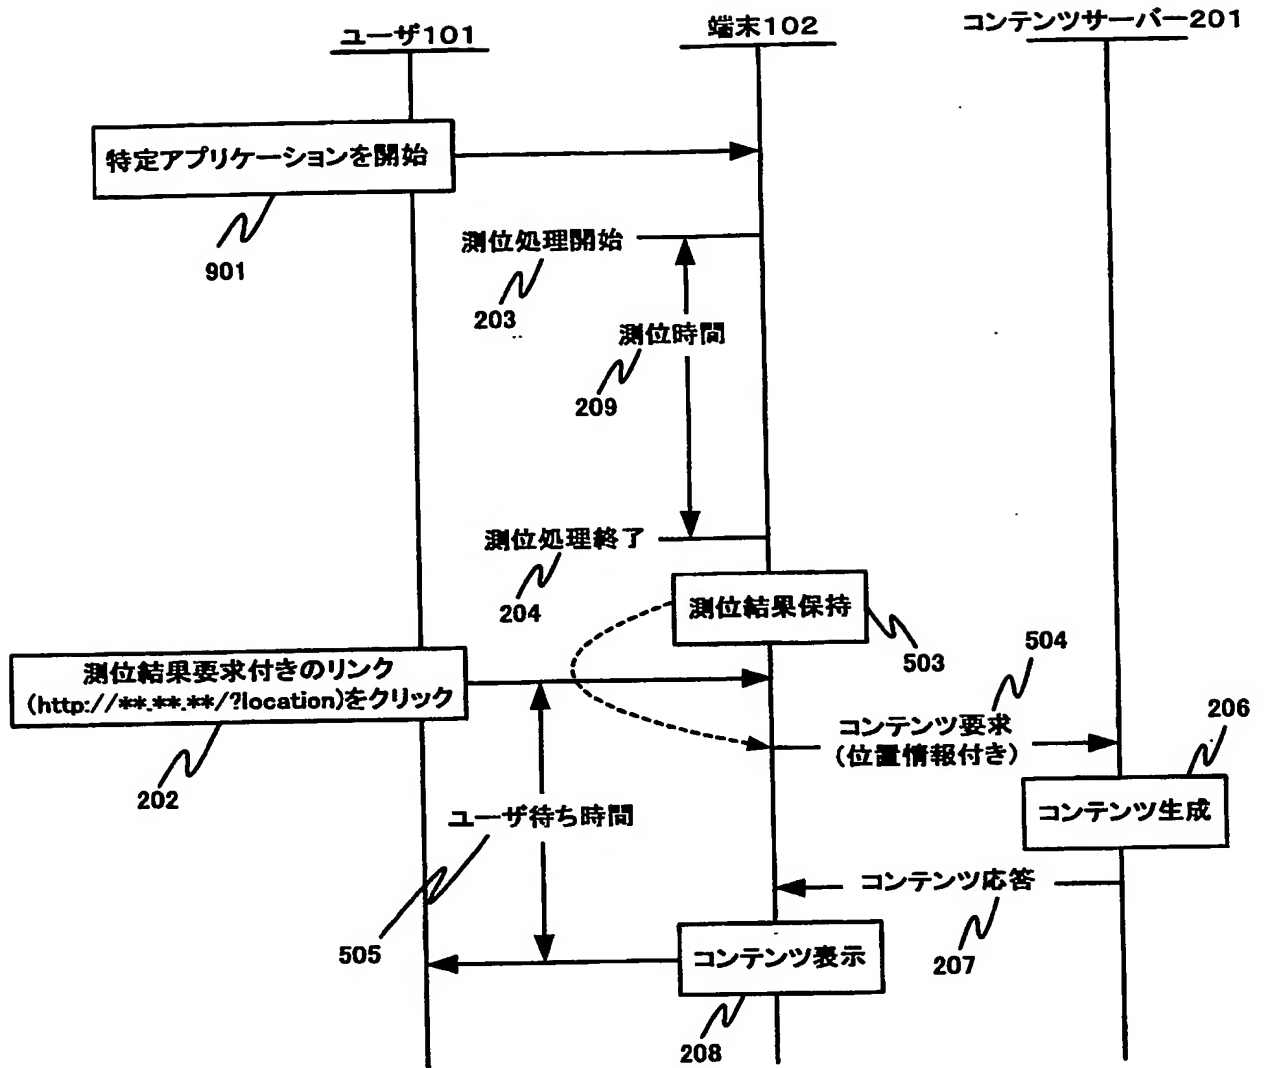 ユーザ101
端末102
コンテンツサーバー201
特定アプリケーションを開始
901
測位処理開始
203
測位時間
209
測位処理終了
204
測位結果保持
503
測位結果要求付きのリンク
(http://**.**.**/?location)をクリック
202
504
コンテンツ要求
(位置情報付き)
206
コンテンツ生成
ユーザ待ち時間
505
コンテンツ応答
207
コンテンツ表示
208